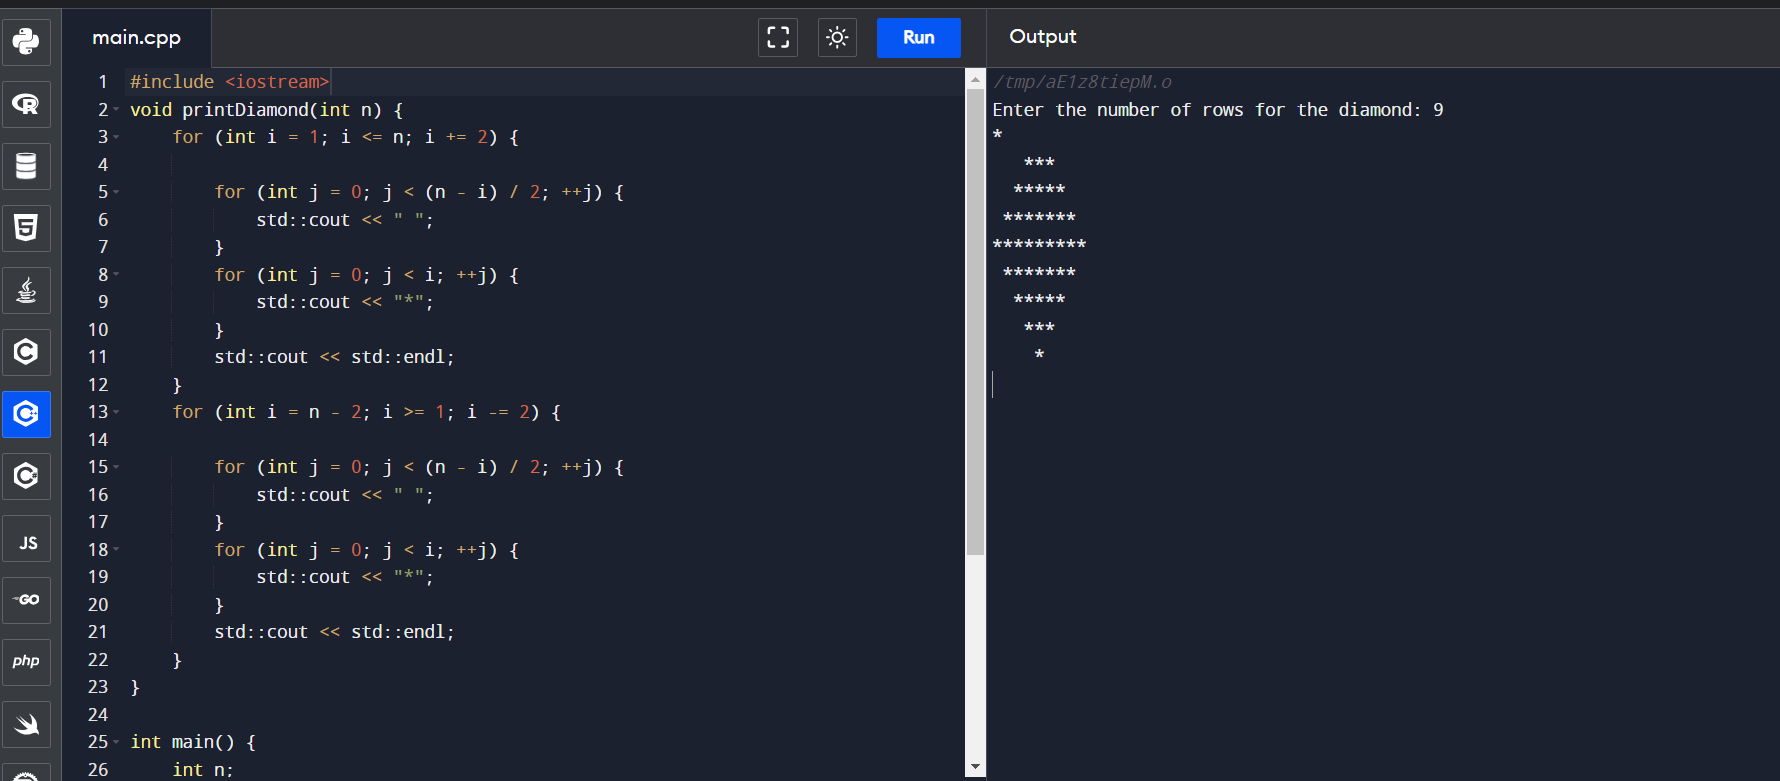 main.cpp
Run
Output
1 #include <iostream>
2 void printDiamond(int n) {
3     for (int i = 1; i <= n; i += 2) {
4
5         for (int j = 0; j < (n - i) / 2; ++j) {
6             std::cout << " ";
7         }
8         for (int j = 0; j < i; ++j) {
9             std::cout << "*";
10         }
11         std::cout << std::endl;
12     }
13     for (int i = n - 2; i >= 1; i -= 2) {
14
15         for (int j = 0; j < (n - i) / 2; ++j) {
16             std::cout << " ";
17         }
18         for (int j = 0; j < i; ++j) {
19             std::cout << "*";
20         }
21         std::cout << std::endl;
22     }
23 }
24
25 int main() {
26     int n;
/tmp/aE1z8tiepM.o
Enter the number of rows for the diamond: 9
*
   ***
  *****
 *******
*********
 *******
  *****
   ***
    *
R
5
C
C++
C#
JS
GO
php